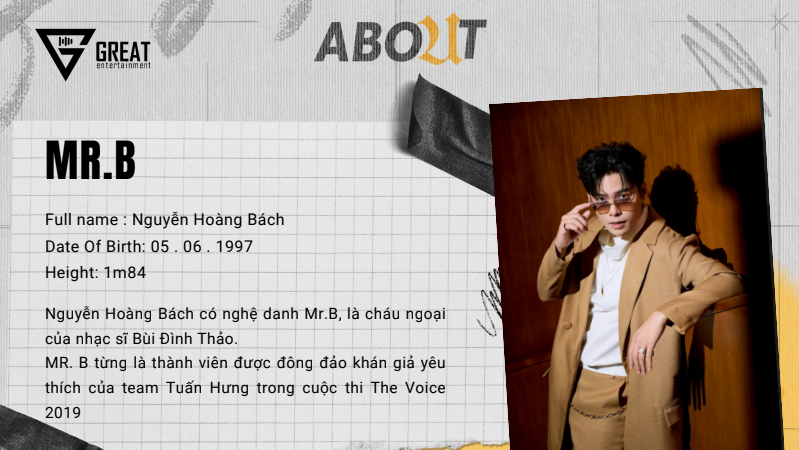 GREAT
entertainment
ABOUT
MR.B
Full name : Nguyễn Hoàng Bách
Date Of Birth: 05 . 06 . 1997
Height: 1m84
Nguyễn Hoàng Bách có nghệ danh Mr.B, là cháu ngoại
của nhạc sĩ Bùi Đình Thảo.
MR. B từng là thành viên được đông đảo khán giả yêu
thích của team Tuấn Hưng trong cuộc thi The Voice
2019